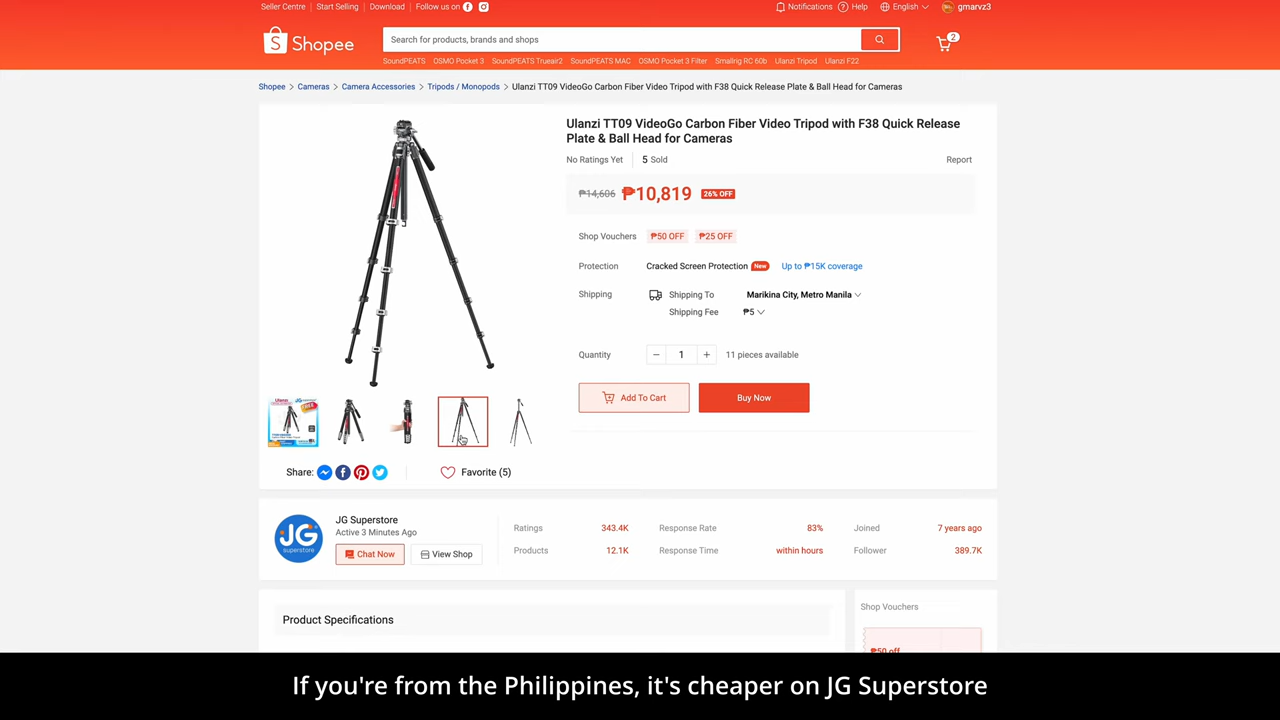 Seller Centre
Start Selling
Download
Follow us on
Notifications
Help
English
gmarvz3
Shopee
Search for products, brands and shops
2
SoundPEATS
OSMO Pocket 3
SoundPEATS Trueair2
SoundPEATS MAC
OSMO Pocket 3 Filter
Smallrig RC 60b
Ulanzi Tripod
Ulanzi F22
Shopee > Cameras > Camera Accessories > Tripods / Monopods > Ulanzi TT09 VideoGo Carbon Fiber Video Tripod with F38 Quick Release Plate & Ball Head for Cameras
Ulanzi TT09 VideoGo Carbon Fiber Video Tripod with F38 Quick Release
Plate & Ball Head for Cameras
No Ratings Yet
5 Sold
Report
₱14,606 ₱10,819 26% OFF
Shop Vouchers ₱50 OFF ₱25 OFF
Protection Cracked Screen Protection New Up to ₱15K coverage
Shipping Shipping To Marikina City, Metro Manila
Shipping Fee ₱5
Quantity − 1 + 11 pieces available
Add To Cart
Buy Now
Share:
Favorite (5)
JG
superstore
JG Superstore
Active 3 Minutes Ago
Chat Now
View Shop
Ratings 343.4K
Response Rate 83%
Joined 7 years ago
Products 12.1K
Response Time within hours
Follower 389.7K
Product Specifications
Shop Vouchers
₱50 off
If you're from the Philippines, it's cheaper on JG Superstore